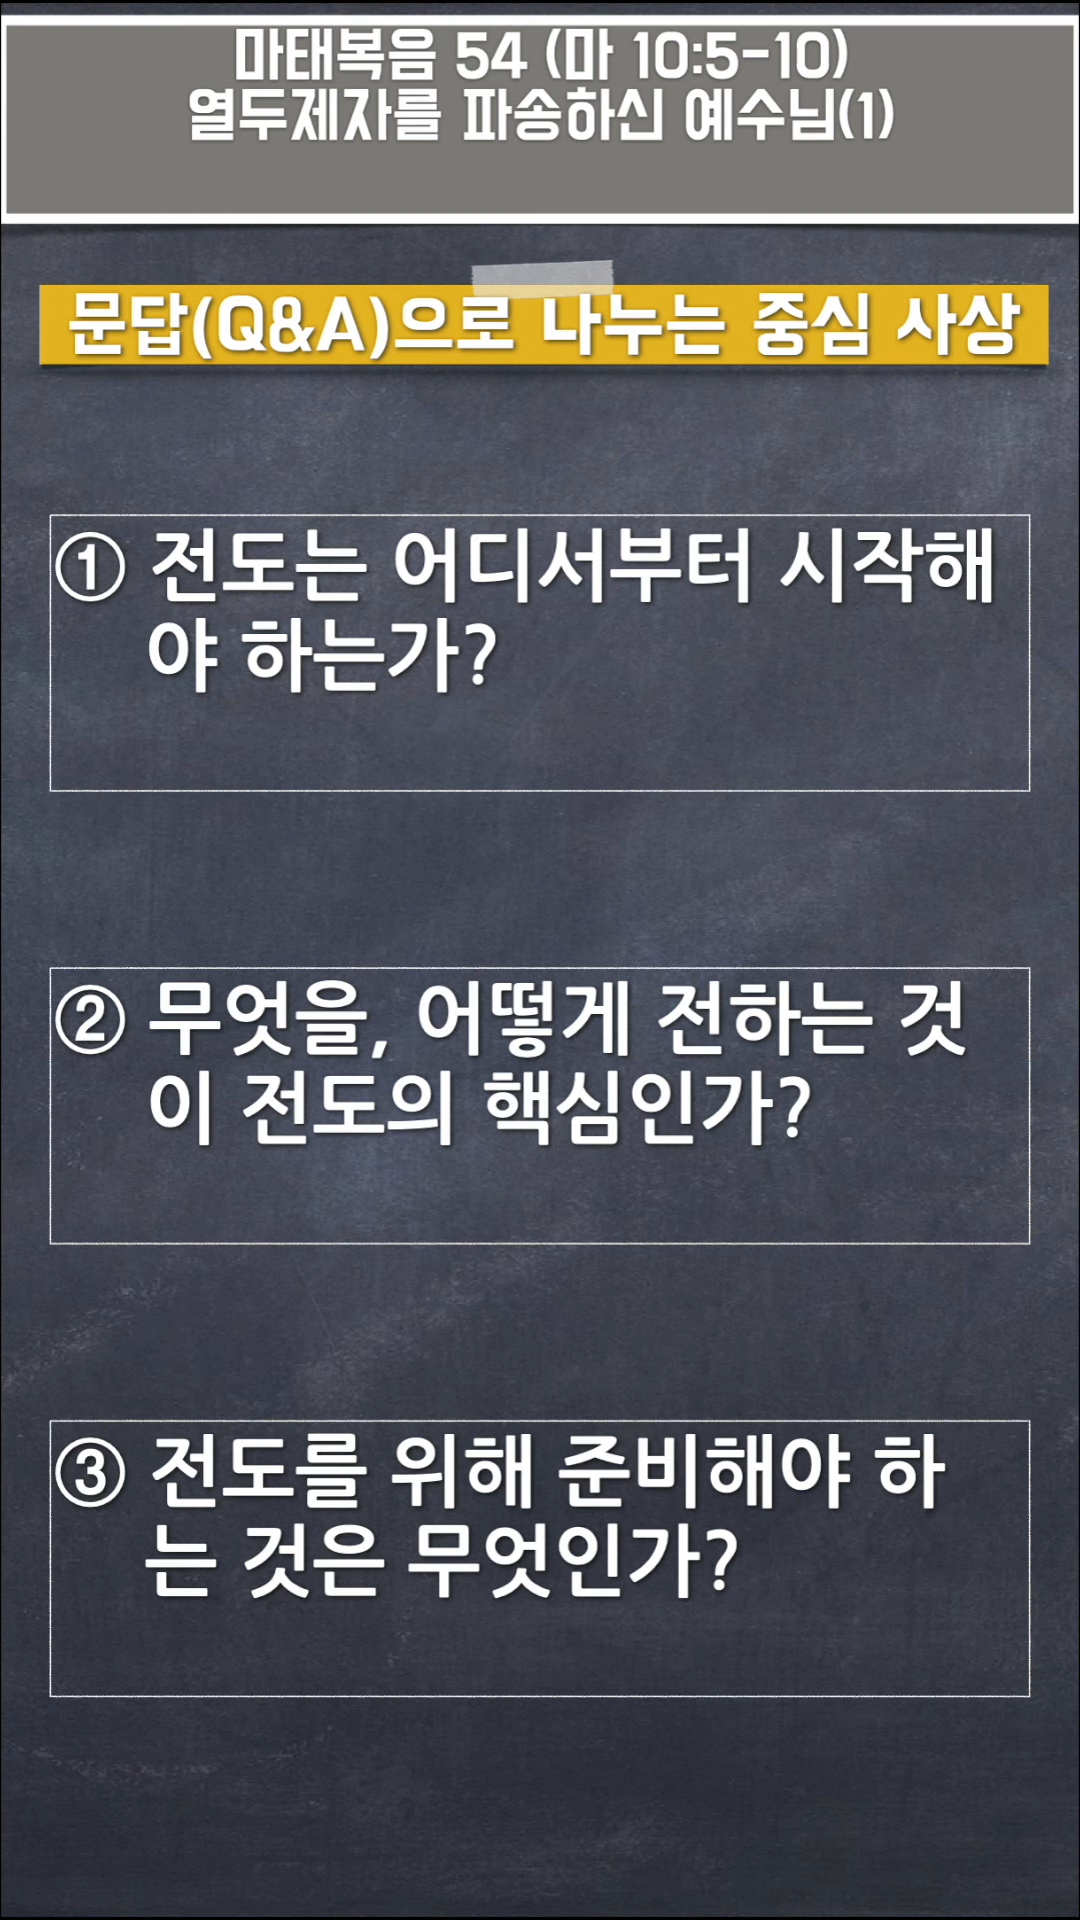 마태복음 54 (마 10:5-10)
열두제자를 파송하신 예수님(1)
문답(Q&A)으로 나누는 중심 사상
① 전도는 어디서부터 시작해
야 하는가?
② 무엇을, 어떻게 전하는 것
이 전도의 핵심인가?
③ 전도를 위해 준비해야 하
는 것은 무엇인가?